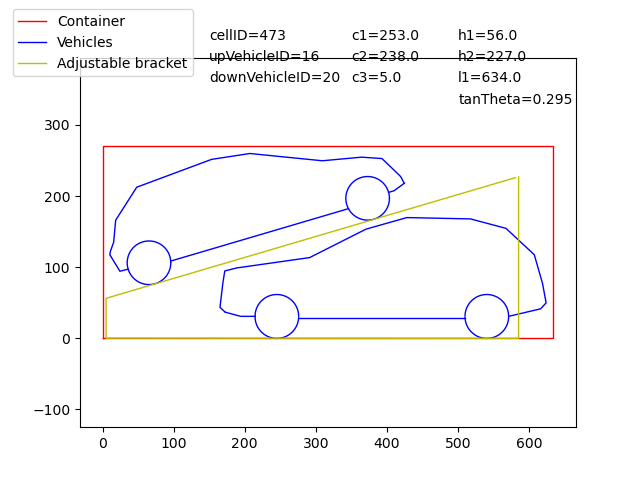 Container
Vehicles
Adjustable bracket
cellID=473 c1=253.0 h1=56.0
upVehicleID=16 c2=238.0 h2=227.0
downVehicleID=20 c3=5.0 l1=634.0
tanTheta=0.295
300
200
100
0
−100
0 100 200 300 400 500 600